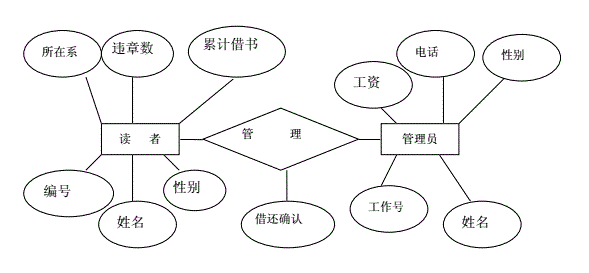 所在系
违章数
累计借书
电话
性别
工资
读 者
管 理
管理员
编号
性别
工作号
姓名
借还确认
姓名